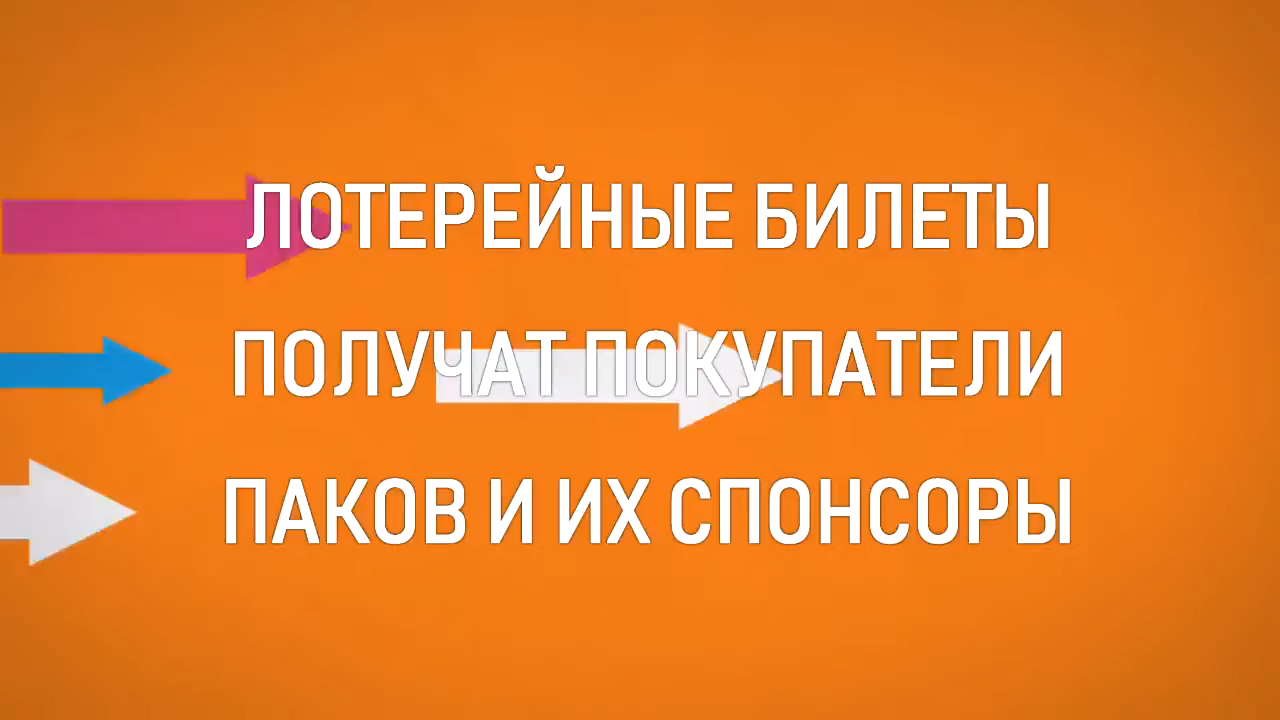 ЛОТЕРЕЙНЫЕ БИЛЕТЫ
ПОЛУЧАТ ПОКУПАТЕЛИ
ПАКОВ И ИХ СПОНСОРЫ